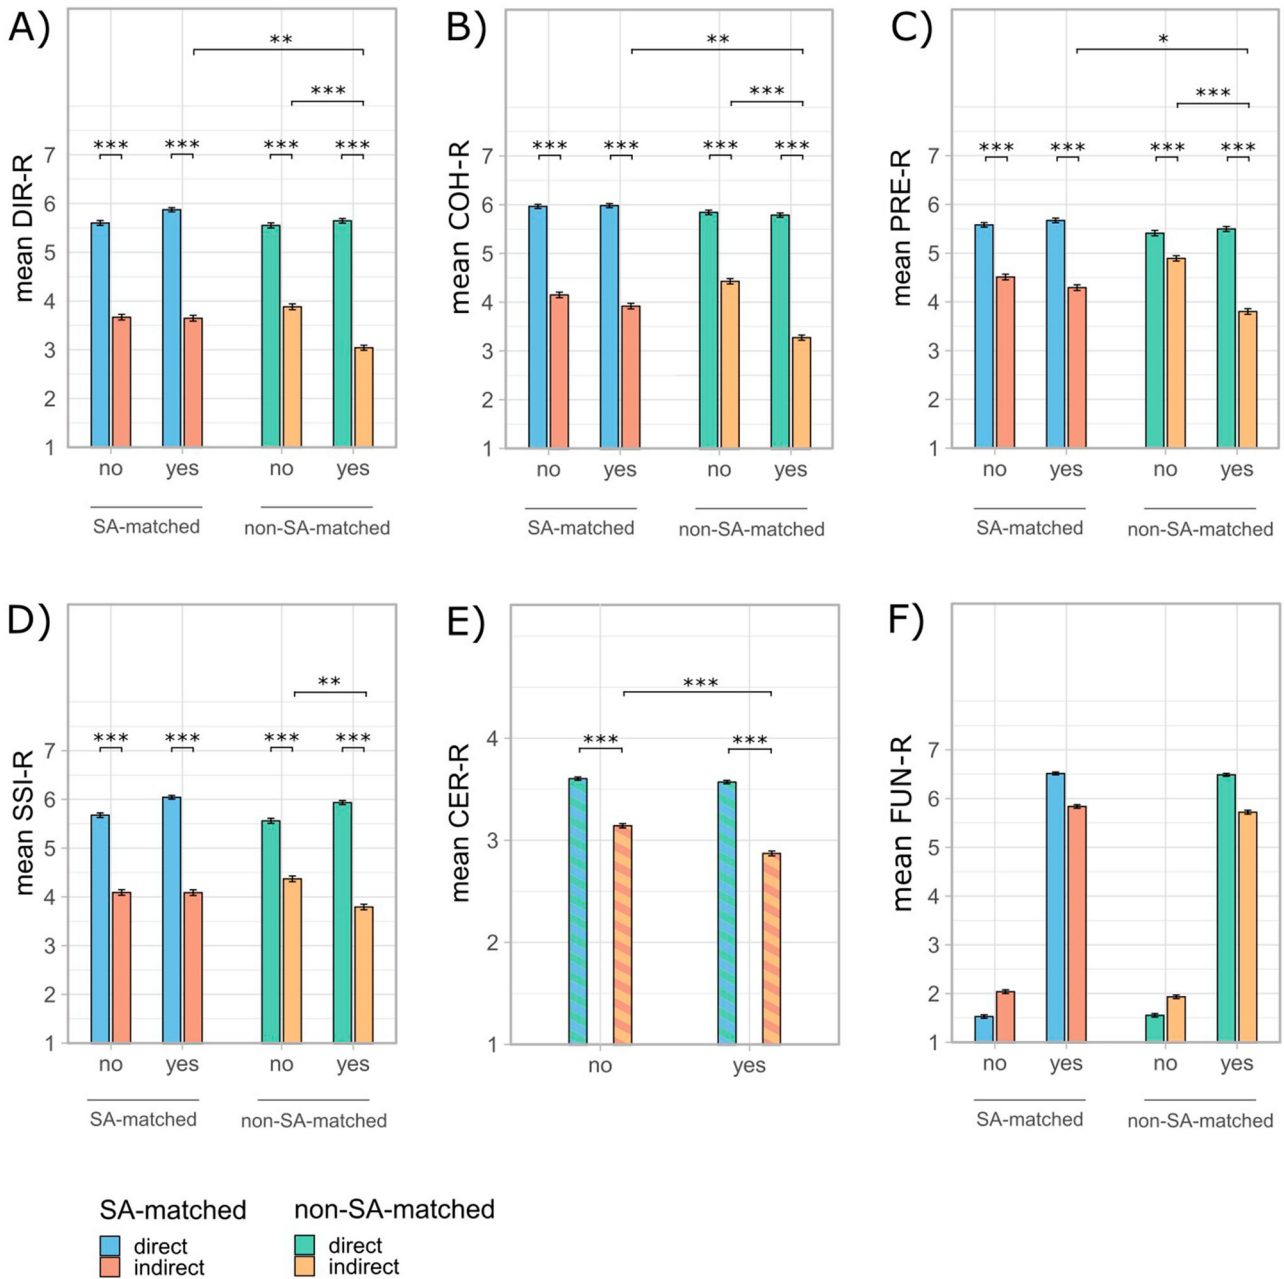 A)
**
***
*** *** *** ***
mean DIR-R
7
6
5
4
3
2
1
no yes no yes
SA-matched non-SA-matched
B)
**
***
*** *** *** ***
mean COH-R
7
6
5
4
3
2
1
no yes no yes
SA-matched non-SA-matched
C)
*
***
*** *** *** ***
mean PRE-R
7
6
5
4
3
2
1
no yes no yes
SA-matched non-SA-matched
D)
**
*** *** *** ***
mean SSI-R
7
6
5
4
3
2
1
no yes no yes
SA-matched non-SA-matched
E)
***
*** ***
mean CER-R
4
3
2
1
no yes
F)
mean FUN-R
7
6
5
4
3
2
1
no yes no yes
SA-matched non-SA-matched
SA-matched non-SA-matched
direct direct
indirect indirect